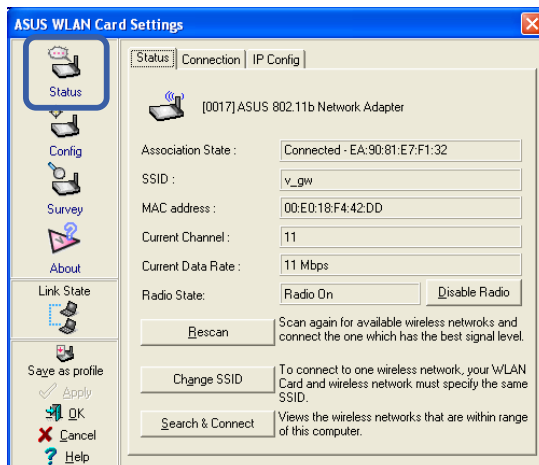 ASUS WLAN Card Settings
Status
Config
Survey
About
Link State
Save as profile
Apply
OK
Cancel
Help
Status Connection IP Config
[0017] ASUS 802.11b Network Adapter
Association State : Connected - EA:90:81:E7:F1:32
SSID : v_gw
MAC address : 00:E0:18:F4:42:DD
Current Channel : 11
Current Data Rate : 11 Mbps
Radio State: Radio On Disable Radio
Rescan
Scan again for available wireless netwroks and
connect the one which has the best signal level.
Change SSID
To connect to one wireless network, your WLAN
Card and wireless network must specify the same
SSID.
Search & Connect
Views the wireless networks that are within range
of this computer.